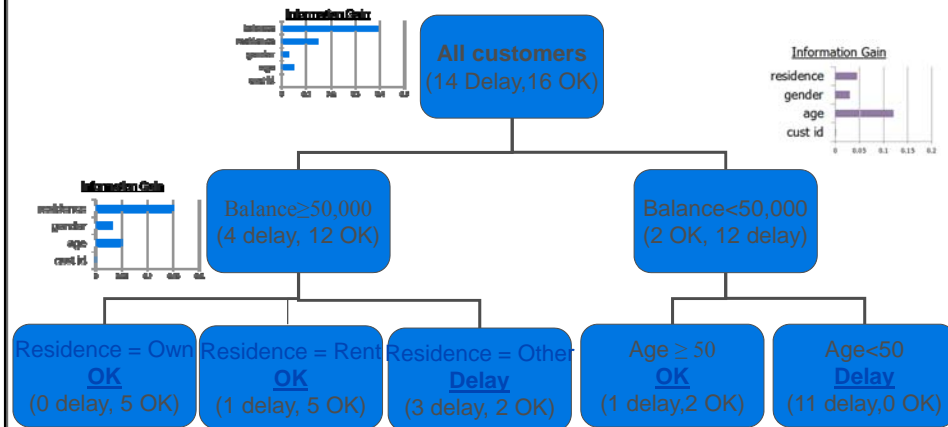 Information Gain
balance
residence
gender
age
cust id
All customers
(14 Delay,16 OK)
Information Gain
residence
gender
age
cust id
0 0.05 0.1 0.15 0.2
Information Gain
residence
gender
age
cust id
Balance≥50,000
(4 delay, 12 OK)
Balance<50,000
(2 OK, 12 delay)
Residence = Own
OK
(0 delay, 5 OK)
Residence = Rent
OK
(1 delay, 5 OK)
Residence = Other
Delay
(3 delay, 2 OK)
Age ≥ 50
OK
(1 delay,2 OK)
Age<50
Delay
(11 delay,0 OK)